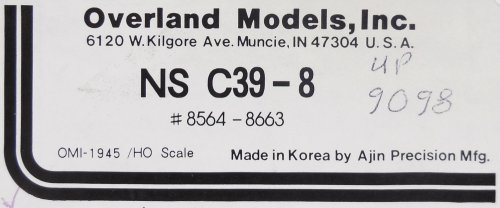 Overland Models, Inc.
6120 W. Kilgore Ave. Muncie, IN 47304 U.S.A.
NS C39-8
UP
9098
#8564-8663
OMI-1945 /HO Scale
Made in Korea by Ajin Precision Mfg.